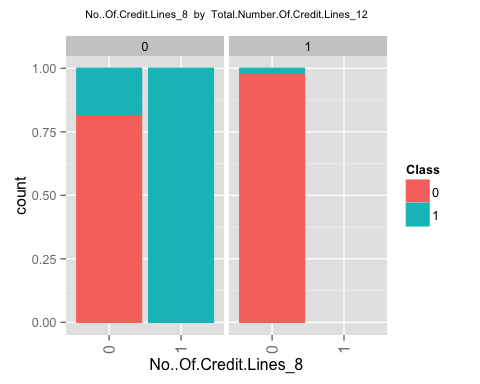 No..Of.Credit.Lines_8 by Total.Number.Of.Credit.Lines_12
0 1
1.00
0.75
0.50
0.25
0.00
count
0 1 0 1
No..Of.Credit.Lines_8
Class
0
1